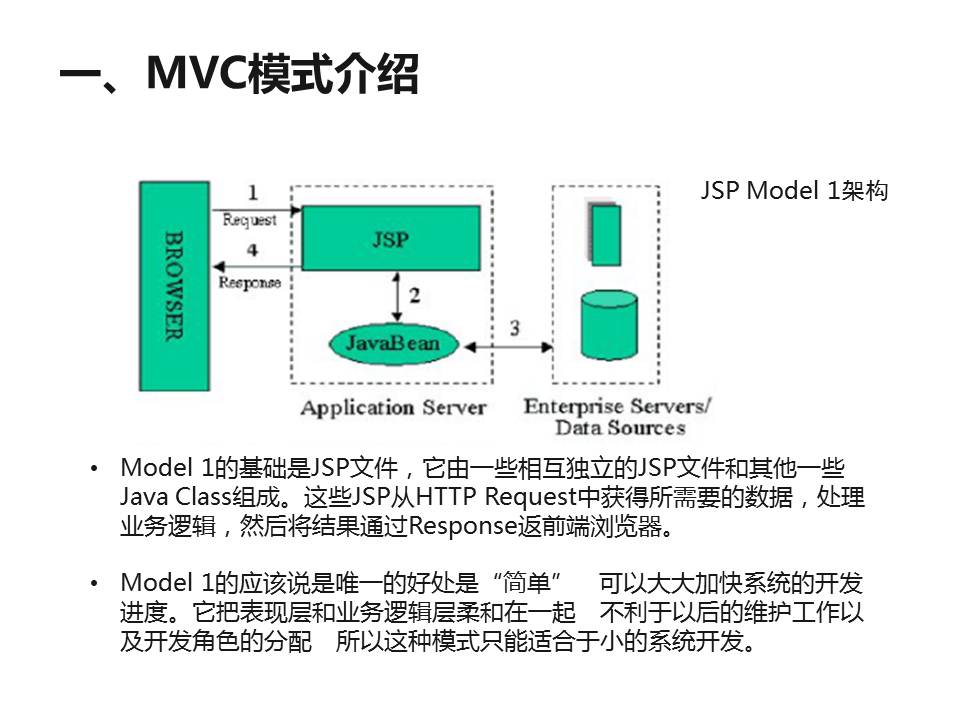 一、MVC模式介绍
JSP Model 1架构
1
Request
4
Response
BROWSER
JSP
2
JavaBean
3
Application Server
Enterprise Servers/
Data Sources
• Model 1的基础是JSP文件，它由一些相互独立的JSP文件和其他一些
Java Class组成。这些JSP从HTTP Request中获得所需要的数据，处理
业务逻辑，然后将结果通过Response返前端浏览器。
• Model 1的应该说是唯一的好处是“简单” 可以大大加快系统的开发
进度。它把表现层和业务逻辑层柔和在一起 不利于以后的维护工作以
及开发角色的分配 所以这种模式只能适合于小的系统开发。